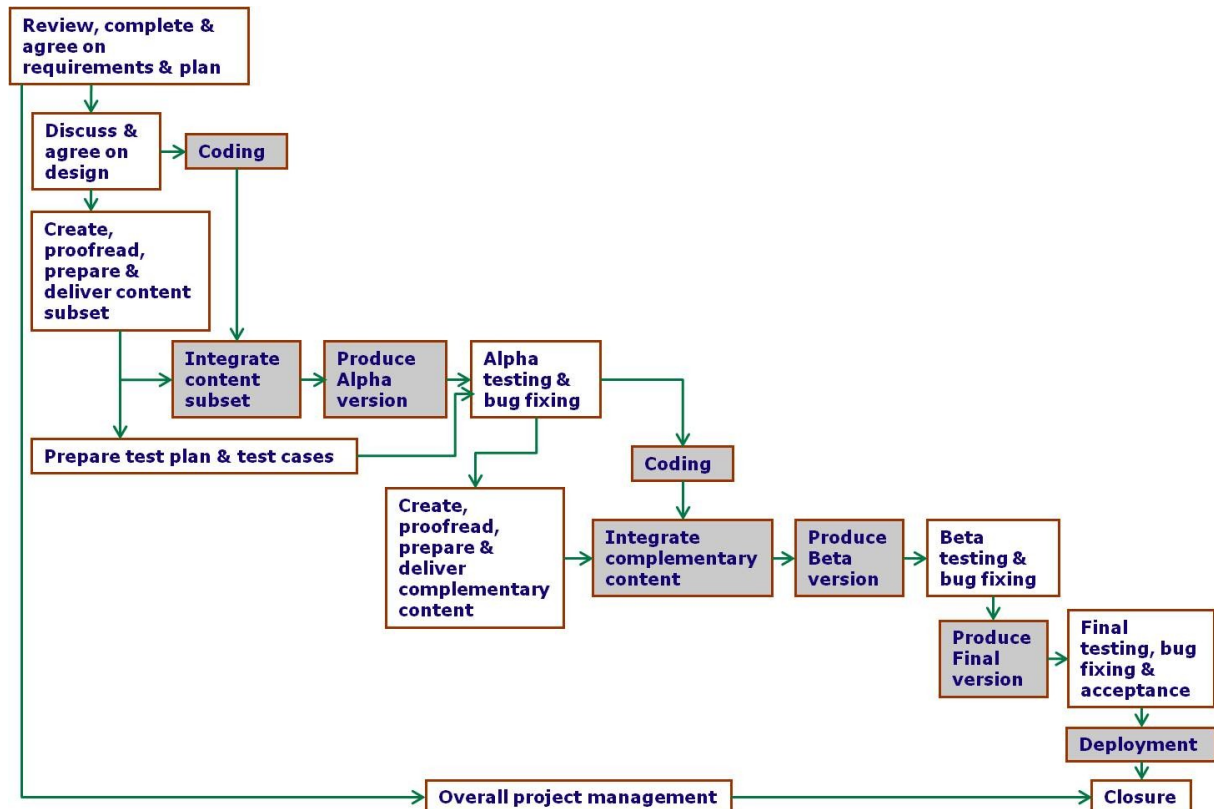 Review, complete &
agree on
requirements & plan
Discuss &
agree on
design
Coding
Create,
proofread,
prepare &
deliver content
subset
Integrate
content
subset
Produce
Alpha
version
Alpha
testing &
bug fixing
Prepare test plan & test cases
Coding
Create,
proofread,
prepare &
deliver
complementary
content
Integrate
complementary
content
Produce
Beta
version
Beta
testing &
bug fixing
Produce
Final
version
Final
testing, bug
fixing &
acceptance
Deployment
Overall project management
Closure